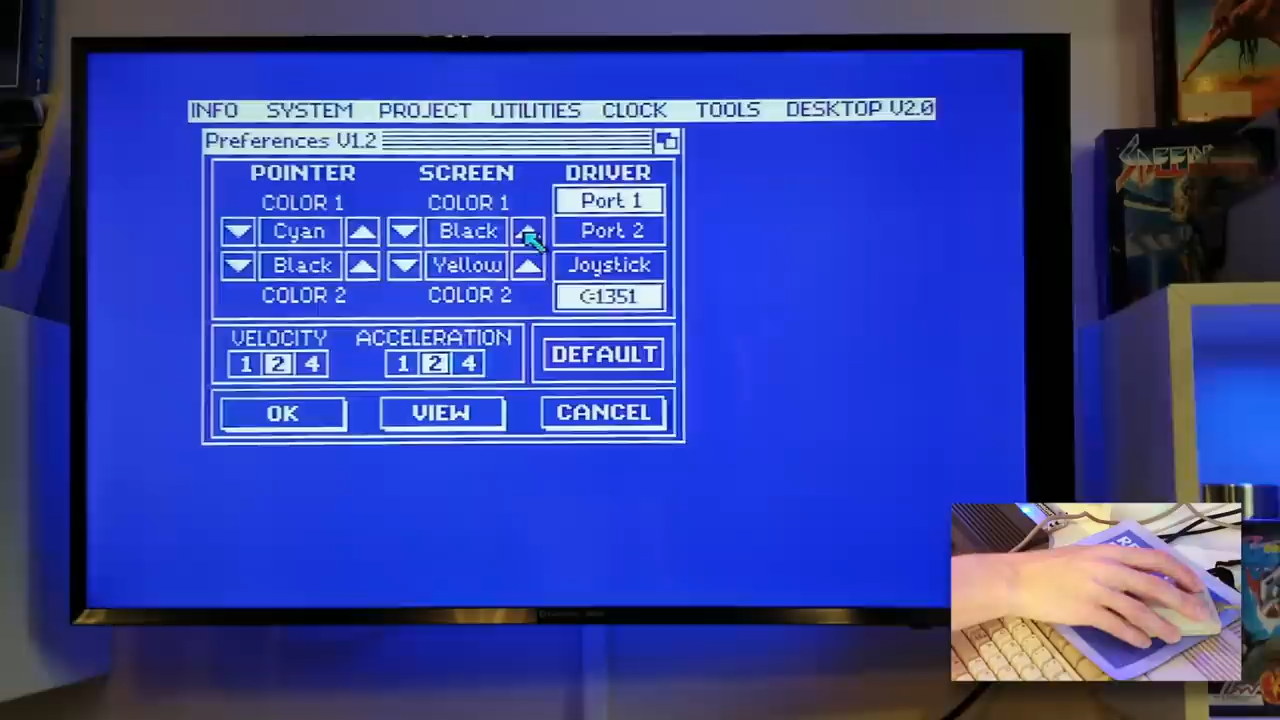 INFO SYSTEM PROJECT UTILITIES CLOCK TOOLS DESKTOP V2.0
Preferences V1.2
POINTER SCREEN DRIVER
COLOR 1 COLOR 1 Port 1
Cyan Black Port 2
Black Yellow Joystick
COLOR 2 COLOR 2 C=1351
VELOCITY ACCELERATION
1 2 4 1 2 4 DEFAULT
OK VIEW CANCEL